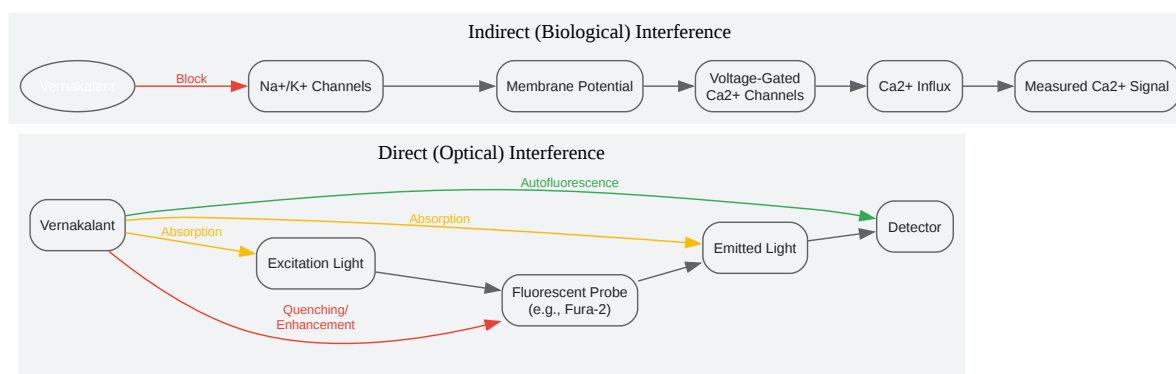 Indirect (Biological) Interference
Vernakalant
Block
Na+/K+ Channels
Membrane Potential
Voltage-Gated
Ca2+ Channels
Ca2+ Influx
Measured Ca2+ Signal
Direct (Optical) Interference
Vernakalant
Autofluorescence
Absorption
Absorption
Excitation Light
Quenching/
Enhancement
Fluorescent Probe
(e.g., Fura-2)
Emitted Light
Detector